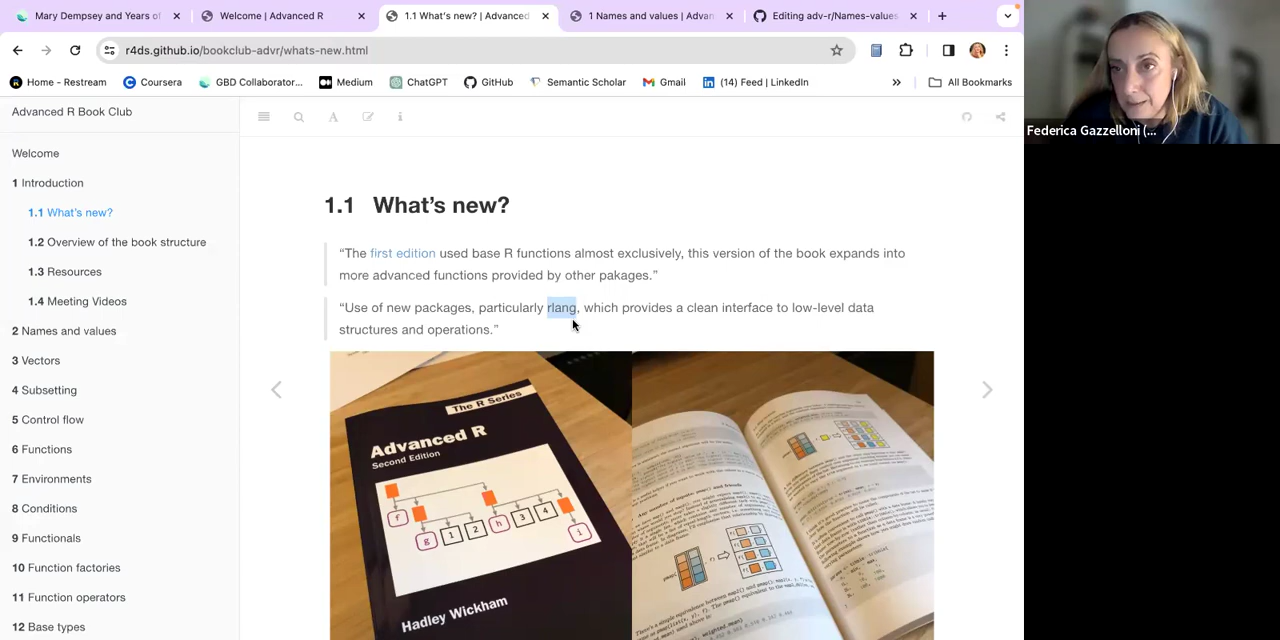 Mary Dempsey and Years of
Welcome | Advanced R
1.1 What's new? | Advanced
1 Names and values | Advan
Editing adv-r/Names-values
r4ds.github.io/bookclub-advr/whats-new.html
Home - Restream
Coursera
GBD Collaborator...
Medium
ChatGPT
GitHub
Semantic Scholar
Gmail
(14) Feed | LinkedIn
»
All Bookmarks
Federica Gazzelloni (...
Advanced R Book Club
Welcome
1 Introduction
1.1 What's new?
1.2 Overview of the book structure
1.3 Resources
1.4 Meeting Videos
2 Names and values
3 Vectors
4 Subsetting
5 Control flow
6 Functions
7 Environments
8 Conditions
9 Functionals
10 Function factories
11 Function operators
12 Base types
1.1 What's new?
“The first edition used base R functions almost exclusively, this version of the book expands into
more advanced functions provided by other pakages.”
“Use of new packages, particularly rlang, which provides a clean interface to low-level data
structures and operations.”
The R Series
Advanced R
Second Edition
f
g 1 2 h 3 4 i
Hadley Wickham